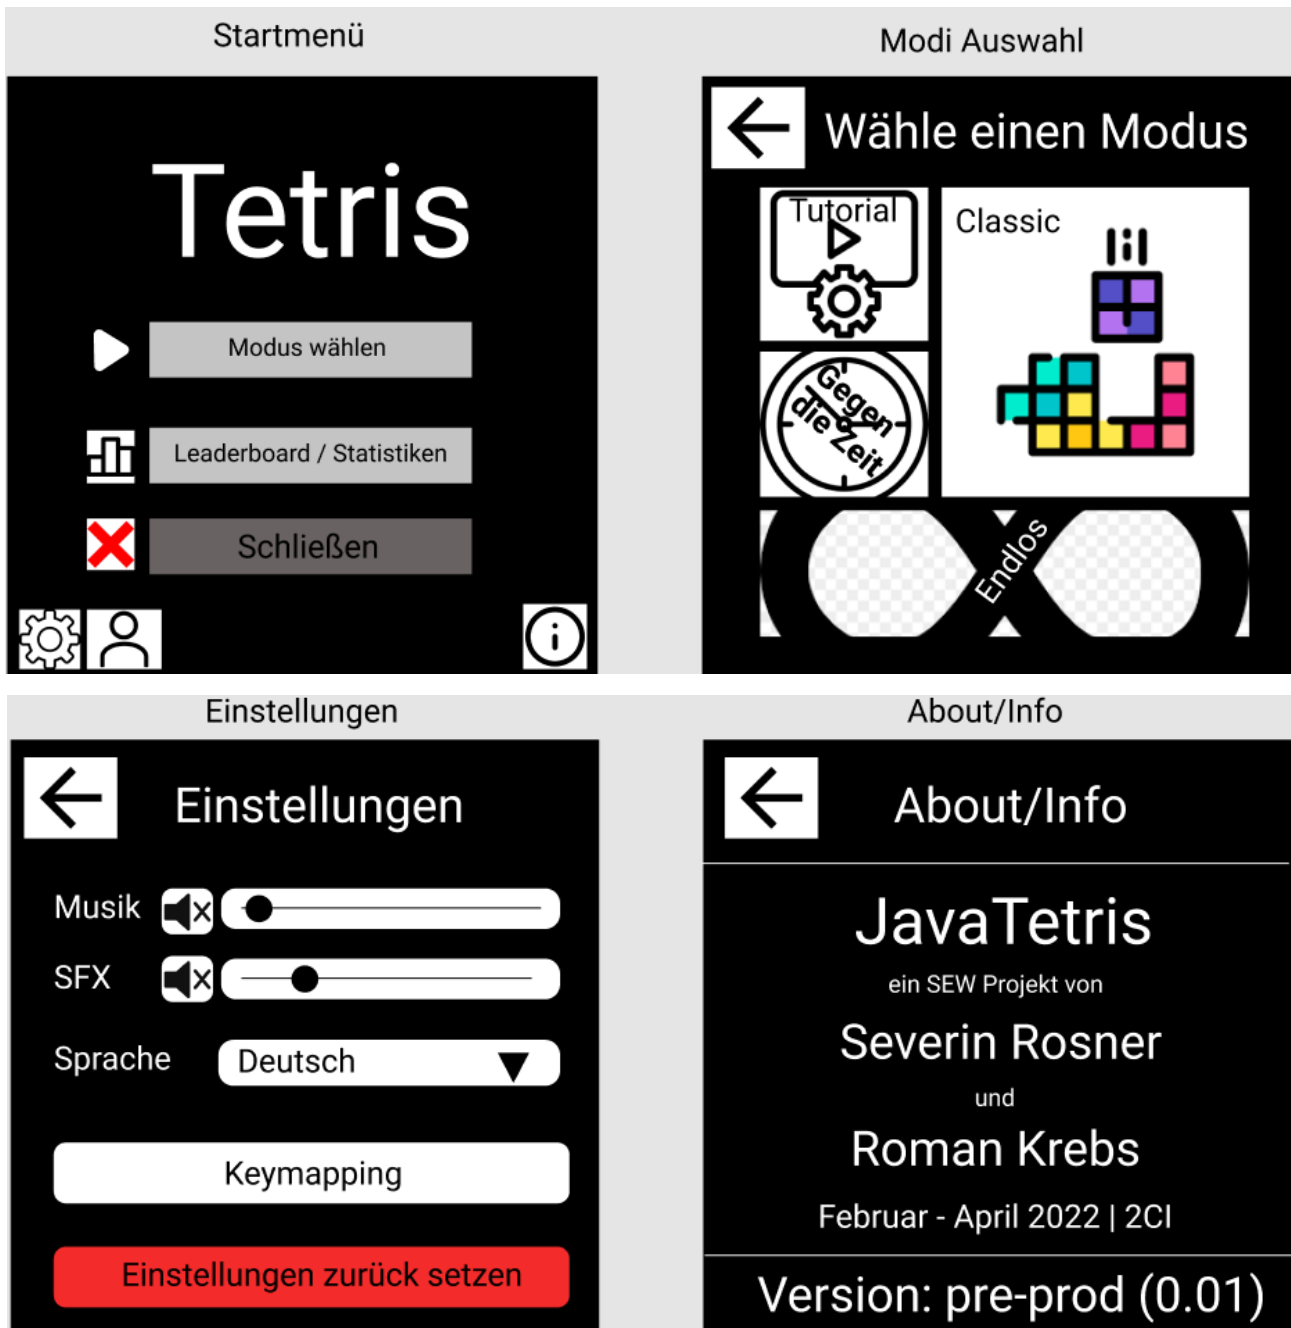 Startmenü
Tetris
Modus wählen
Leaderboard / Statistiken
Schließen
Modi Auswahl
Wähle einen Modus
Tutorial
Classic
Gegen
die Zeit
Endlos
Einstellungen
Einstellungen
Musik
SFX
Sprache
Deutsch
Keymapping
Einstellungen zurück setzen
About/Info
About/Info
JavaTetris
ein SEW Projekt von
Severin Rosner
und
Roman Krebs
Februar - April 2022 | 2CI
Version: pre-prod (0.01)